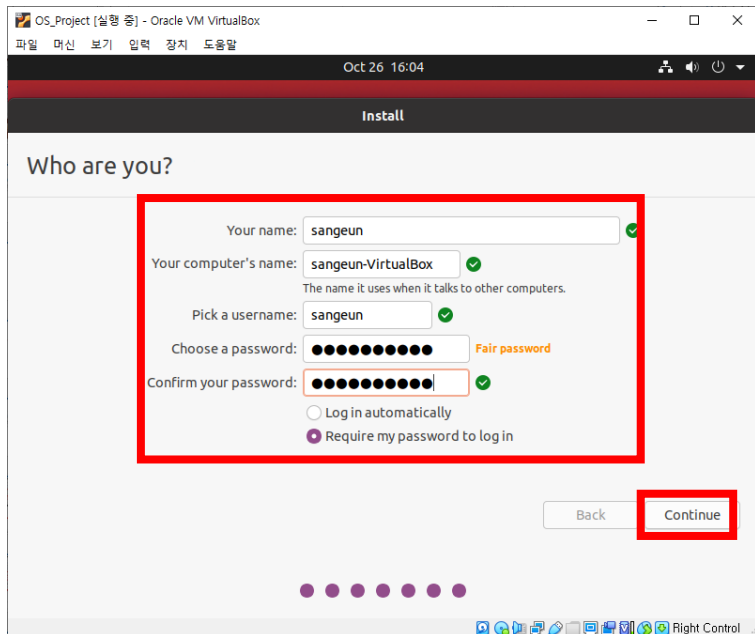 OS_Project [실행 중] - Oracle VM VirtualBox
파일 머신 보기 입력 장치 도움말
Oct 26 16:04
Install
Who are you?
Your name: sangeun
Your computer's name: sangeun-VirtualBox
The name it uses when it talks to other computers.
Pick a username: sangeun
Choose a password: ●●●●●●●●●● Fair password
Confirm your password: ●●●●●●●●●●
Log in automatically
Require my password to log in
Back Continue
Right Control